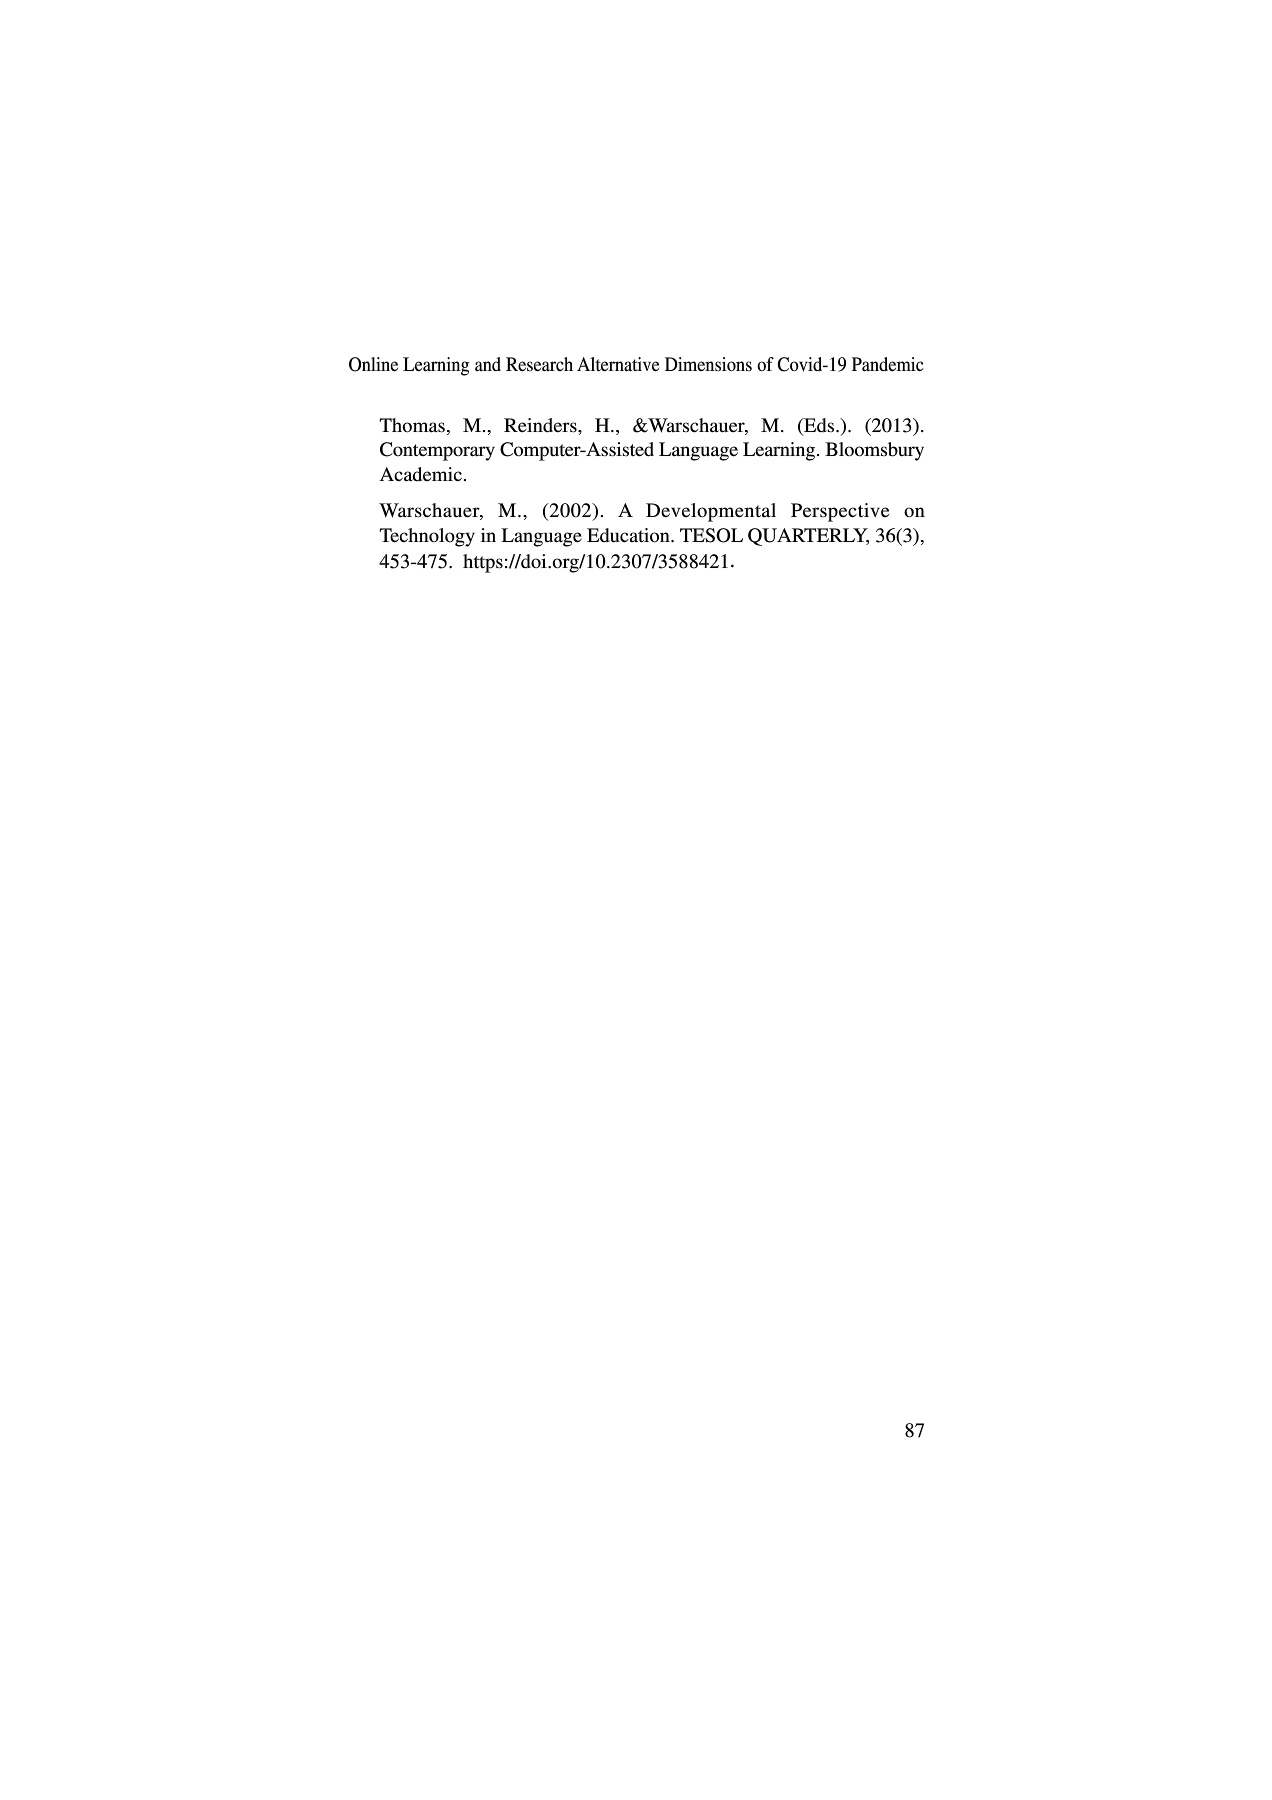 Online Learning and Research Alternative Dimensions of Covid-19 Pandemic
Thomas, M., Reinders, H., &Warschauer, M. (Eds.). (2013).
Contemporary Computer-Assisted Language Learning. Bloomsbury
Academic.
Warschauer, M., (2002). A Developmental Perspective on
Technology in Language Education. TESOL QUARTERLY, 36(3),
453-475. https://doi.org/10.2307/3588421.
87